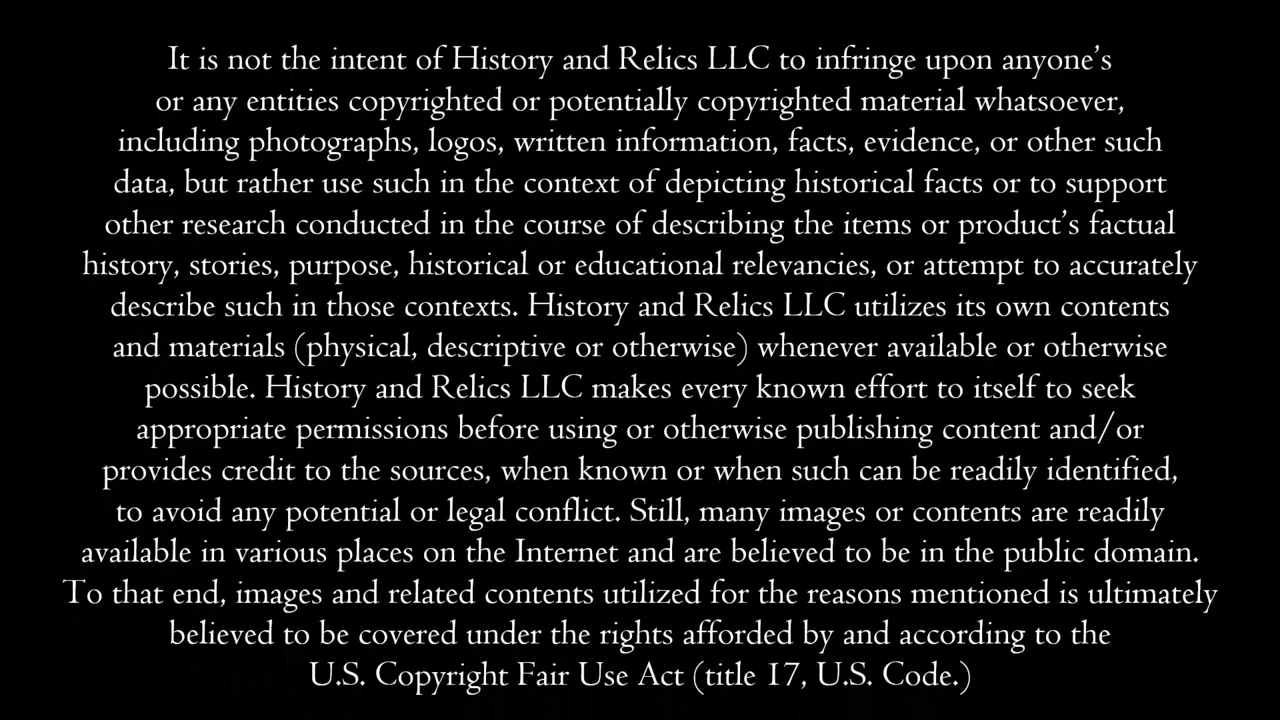 It is not the intent of History and Relics LLC to infringe upon anyone’s
or any entities copyrighted or potentially copyrighted material whatsoever,
including photographs, logos, written information, facts, evidence, or other such
data, but rather use such in the context of depicting historical facts or to support
other research conducted in the course of describing the items or product’s factual
history, stories, purpose, historical or educational relevancies, or attempt to accurately
describe such in those contexts. History and Relics LLC utilizes its own contents
and materials (physical, descriptive or otherwise) whenever available or otherwise
possible. History and Relics LLC makes every known effort to itself to seek
appropriate permissions before using or otherwise publishing content and/or
provides credit to the sources, when known or when such can be readily identified,
to avoid any potential or legal conflict. Still, many images or contents are readily
available in various places on the Internet and are believed to be in the public domain.
To that end, images and related contents utilized for the reasons mentioned is ultimately
believed to be covered under the rights afforded by and according to the
U.S. Copyright Fair Use Act (title 17, U.S. Code.)